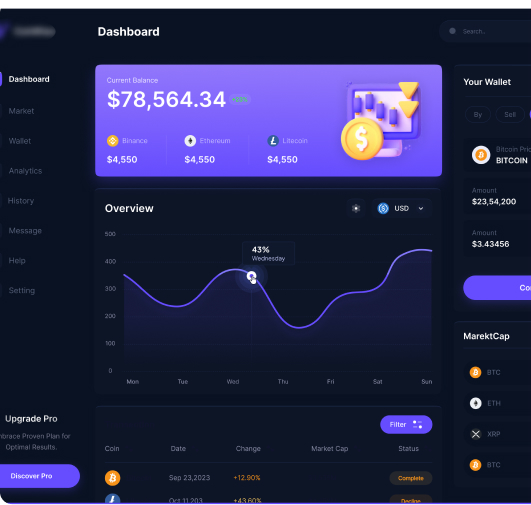 Dashboard
Search..
Dashboard
Market
Wallet
Analytics
History
Message
Help
Setting
Upgrade Pro
brace Proven Plan for
Optimal Results.
Discover Pro
Current Balance
$78,564.34
Binance
$4,550
Ethereum
$4,550
Litecoin
$4,550
Overview
USD
500
400
300
200
100
0
43%
Wednesday
Mon
Tue
Wed
Thu
Fri
Sat
Sun
Filter
Coin
Date
Change
Market Cap
Status
Sep 23,2023
+12.90%
Complete
Oct 11,203
+43.60%
Decline
Your Wallet
By
Sell
Bitcoin Pric
BITCOIN
Amount
$23,54,200
Amount
$3.43456
Co
MarektCap
BTC
ETH
XRP
BTC